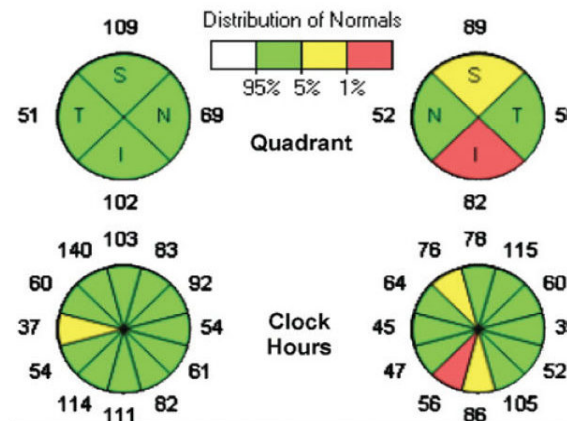 109 Distribution of Normals 89
95% 5% 1%
S S
51 T N 69 52 N T
Quadrant
I I
102 82
140 103 83 76 78 115
60 92 64 60
37 54 Clock 45
Hours
54 61 47 52
114 111 82 56 86 105